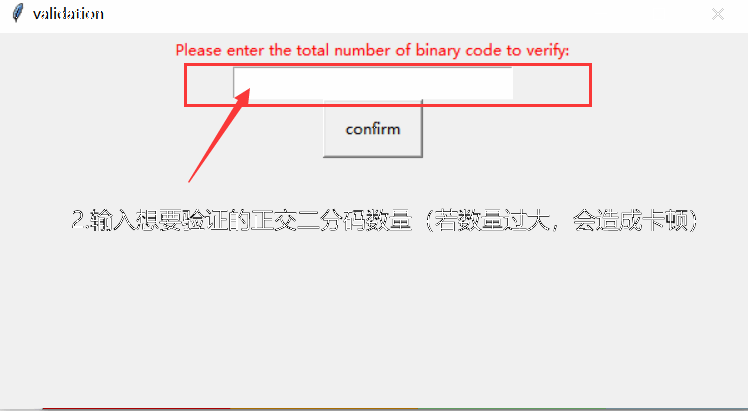 validation
Please enter the total number of binary code to verify:
confirm
2.输入想要验证的正交二分码数量（若数量过大，会造成卡顿）